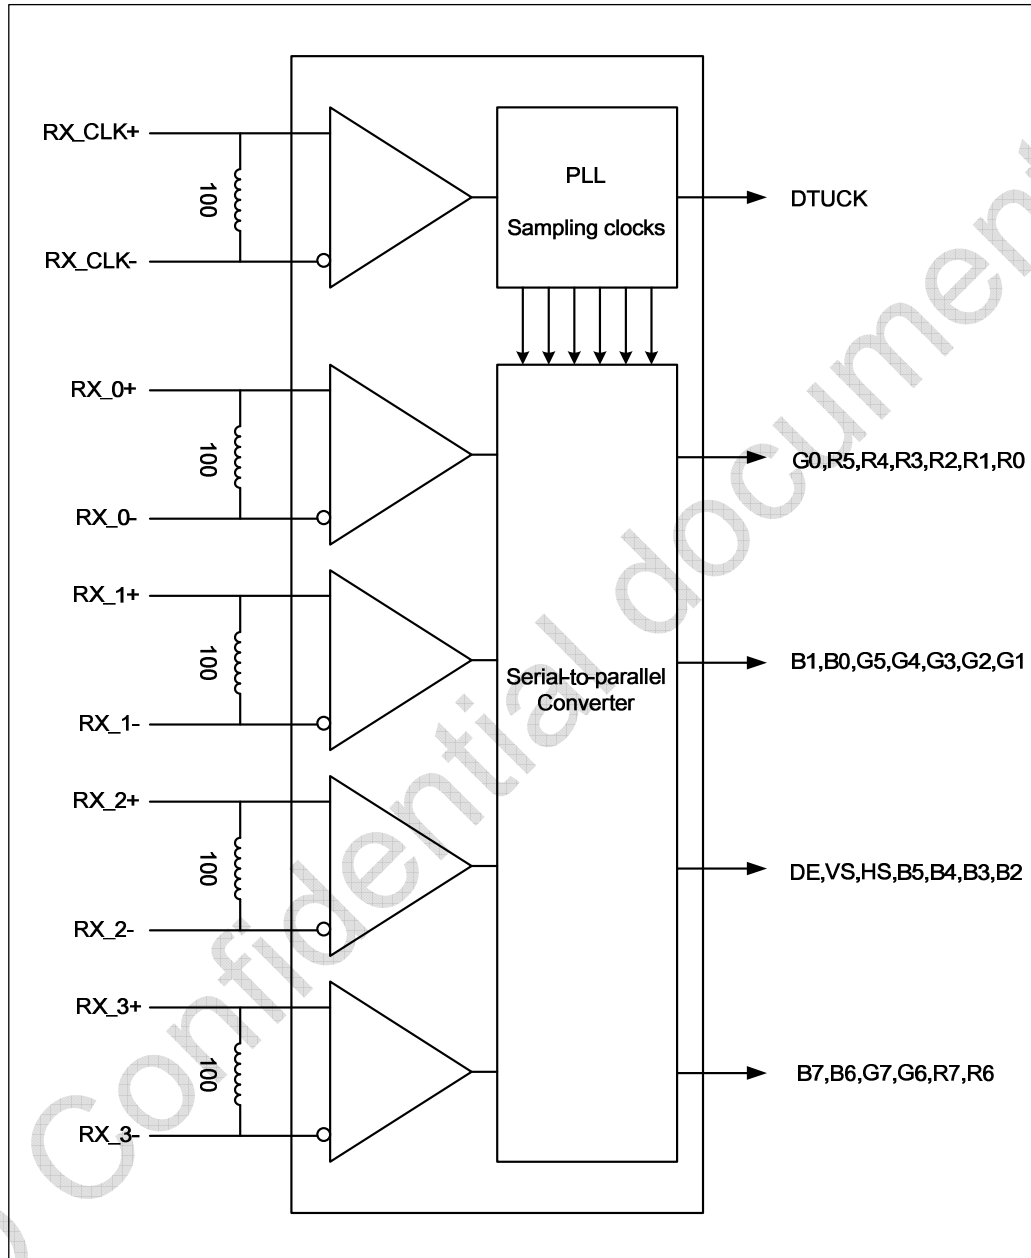 RX_CLK+
100
RX_CLK-
PLL
Sampling clocks
DTUCK
RX_0+
100
RX_0-
G0,R5,R4,R3,R2,R1,R0
RX_1+
100
RX_1-
Serial-to-parallel
Converter
B1,B0,G5,G4,G3,G2,G1
RX_2+
100
RX_2-
DE,VS,HS,B5,B4,B3,B2
RX_3+
100
RX_3-
B7,B6,G7,G6,R7,R6
Confidential document